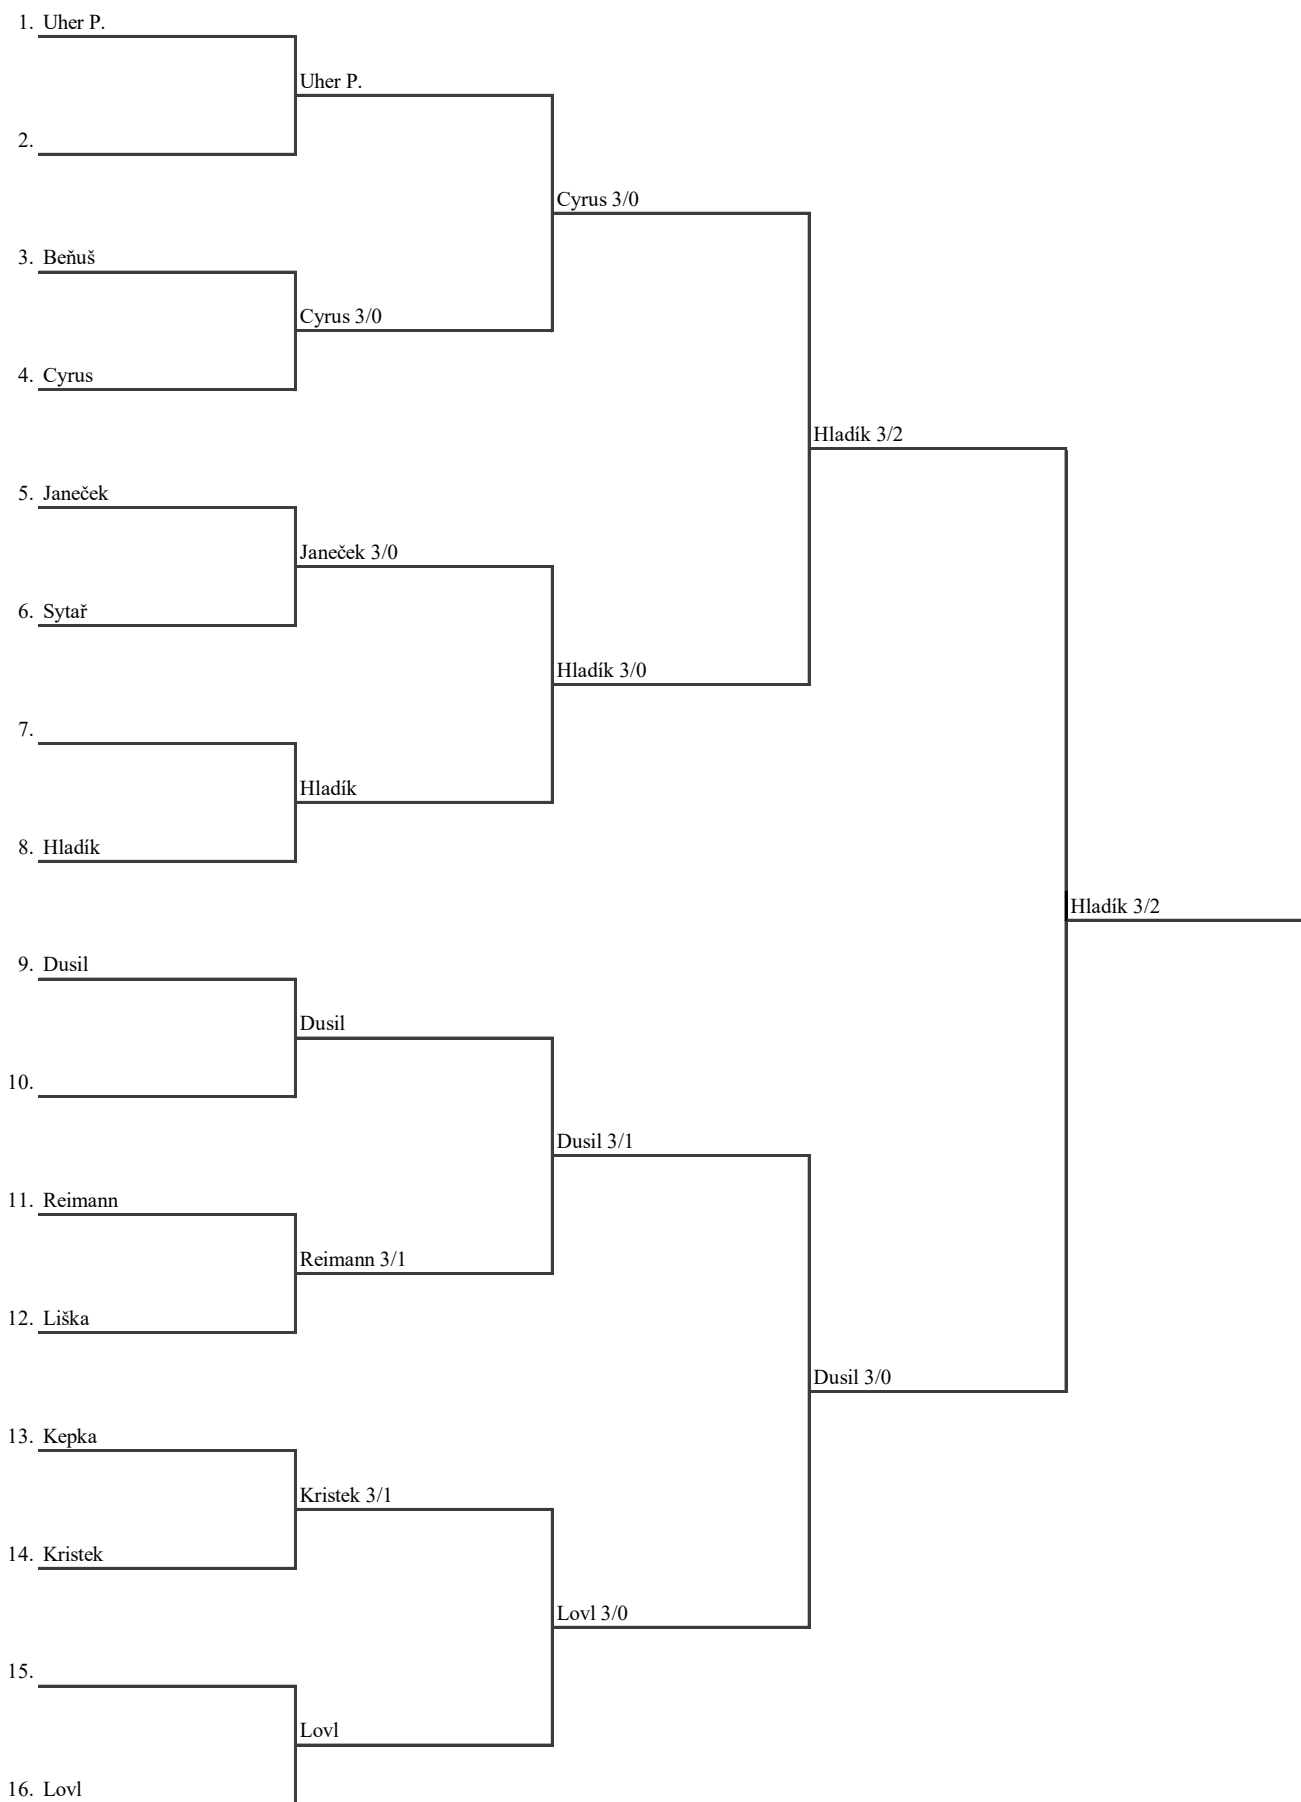 1. Uher P.
Uher P.
2.
Cyrus 3/0
3. Beňuš
Cyrus 3/0
4. Cyrus
Hladík 3/2
5. Janeček
Janeček 3/0
6. Sytař
Hladík 3/0
7.
Hladík
8. Hladík
Hladík 3/2
9. Dusil
Dusil
10.
Dusil 3/1
11. Reimann
Reimann 3/1
12. Liška
Dusil 3/0
13. Kepka
Kristek 3/1
14. Kristek
Lovl 3/0
15.
Lovl
16. Lovl